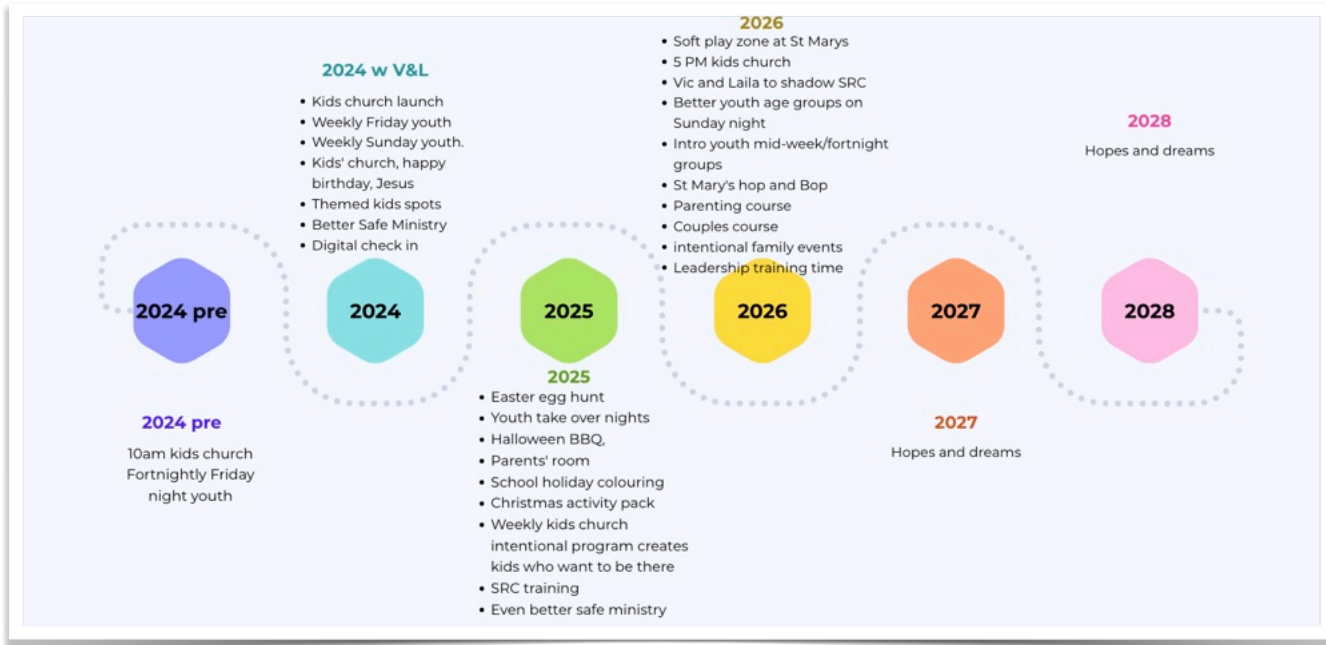 2024 w V&L
• Kids church launch
• Weekly Friday youth
• Weekly Sunday youth.
• Kids' church, happy
birthday, Jesus
• Themed kids spots
• Better Safe Ministry
• Digital check in
2026
• Soft play zone at St Marys
• 5 PM kids church
• Vic and Laila to shadow SRC
• Better youth age groups on
Sunday night
• Intro youth mid-week/fortnight
groups
• St Mary's hop and Bop
• Parenting course
• Couples course
• intentional family events
• Leadership training time
2028
Hopes and dreams
2024 pre
2024
2025
2026
2027
2028
2024 pre
10am kids church
Fortnightly Friday
night youth
2025
• Easter egg hunt
• Youth take over nights
• Halloween BBQ,
• Parents' room
• School holiday colouring
• Christmas activity pack
• Weekly kids church
intentional program creates
kids who want to be there
• SRC training
• Even better safe ministry
2027
Hopes and dreams